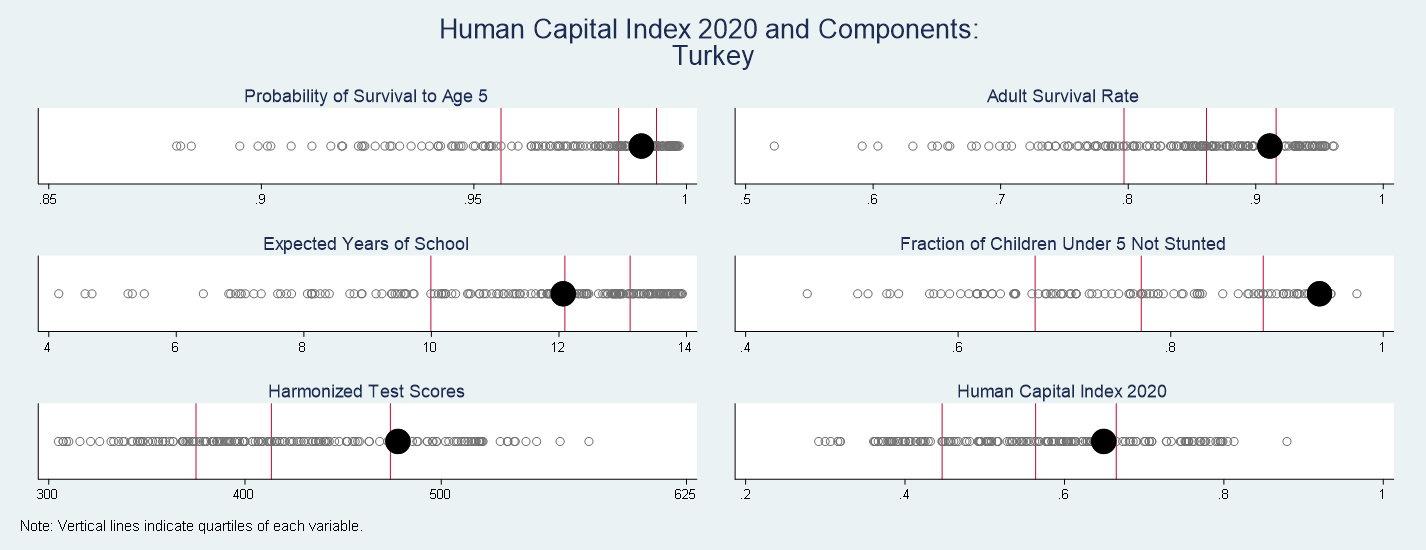 Human Capital Index 2020 and Components:
Turkey
Probability of Survival to Age 5
.85 .9 .95 1
Adult Survival Rate
.5 .6 .7 .8 .9 1
Expected Years of School
4 6 8 10 12 14
Fraction of Children Under 5 Not Stunted
.4 .6 .8 1
Harmonized Test Scores
300 400 500 625
Human Capital Index 2020
.2 .4 .6 .8 1
Note: Vertical lines indicate quartiles of each variable.